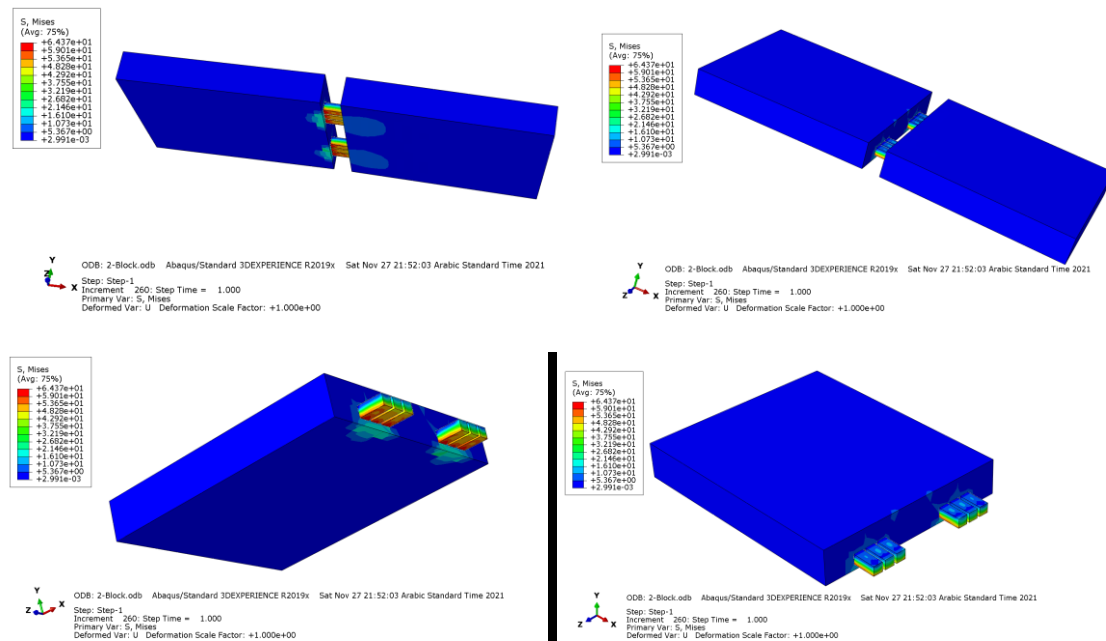 S, Mises
(Avg: 75%)
+6.437e+01
+5.901e+01
+5.365e+01
+4.828e+01
+4.292e+01
+3.755e+01
+3.219e+01
+2.682e+01
+2.146e+01
+1.610e+01
+1.073e+01
+5.367e+00
+2.991e-03
Y
Z
X
ODB: 2-Block.odb Abaqus/Standard 3DEXPERIENCE R2019x Sat Nov 27 21:52:03 Arabic Standard Time 2021
Step: Step-1
Increment 260: Step Time = 1.000
Primary Var: S, Mises
Deformed Var: U Deformation Scale Factor: +1.000e+00
S, Mises
(Avg: 75%)
+6.437e+01
+5.901e+01
+5.365e+01
+4.828e+01
+4.292e+01
+3.755e+01
+3.219e+01
+2.682e+01
+2.146e+01
+1.610e+01
+1.073e+01
+5.367e+00
+2.991e-03
Y
Z
X
ODB: 2-Block.odb Abaqus/Standard 3DEXPERIENCE R2019x Sat Nov 27 21:52:03 Arabic Standard Time 2021
Step: Step-1
Increment 260: Step Time = 1.000
Primary Var: S, Mises
Deformed Var: U Deformation Scale Factor: +1.000e+00
S, Mises
(Avg: 75%)
+6.437e+01
+5.901e+01
+5.365e+01
+4.828e+01
+4.292e+01
+3.755e+01
+3.219e+01
+2.682e+01
+2.146e+01
+1.610e+01
+1.073e+01
+5.367e+00
+2.991e-03
Y
Z
X
ODB: 2-Block.odb Abaqus/Standard 3DEXPERIENCE R2019x Sat Nov 27 21:52:03 Arabic Standard Time 2021
Step: Step-1
Increment 260: Step Time = 1.000
Primary Var: S, Mises
Deformed Var: U Deformation Scale Factor: +1.000e+00
S, Mises
(Avg: 75%)
+6.437e+01
+5.901e+01
+5.365e+01
+4.828e+01
+4.292e+01
+3.755e+01
+3.219e+01
+2.682e+01
+2.146e+01
+1.610e+01
+1.073e+01
+5.367e+00
+2.991e-03
Y
Z
X
ODB: 2-Block.odb Abaqus/Standard 3DEXPERIENCE R2019x Sat Nov 27 21:52:03 Arabic Standard Time 2021
Step: Step-1
Increment 260: Step Time = 1.000
Primary Var: S, Mises
Deformed Var: U Deformation Scale Factor: +1.000e+00